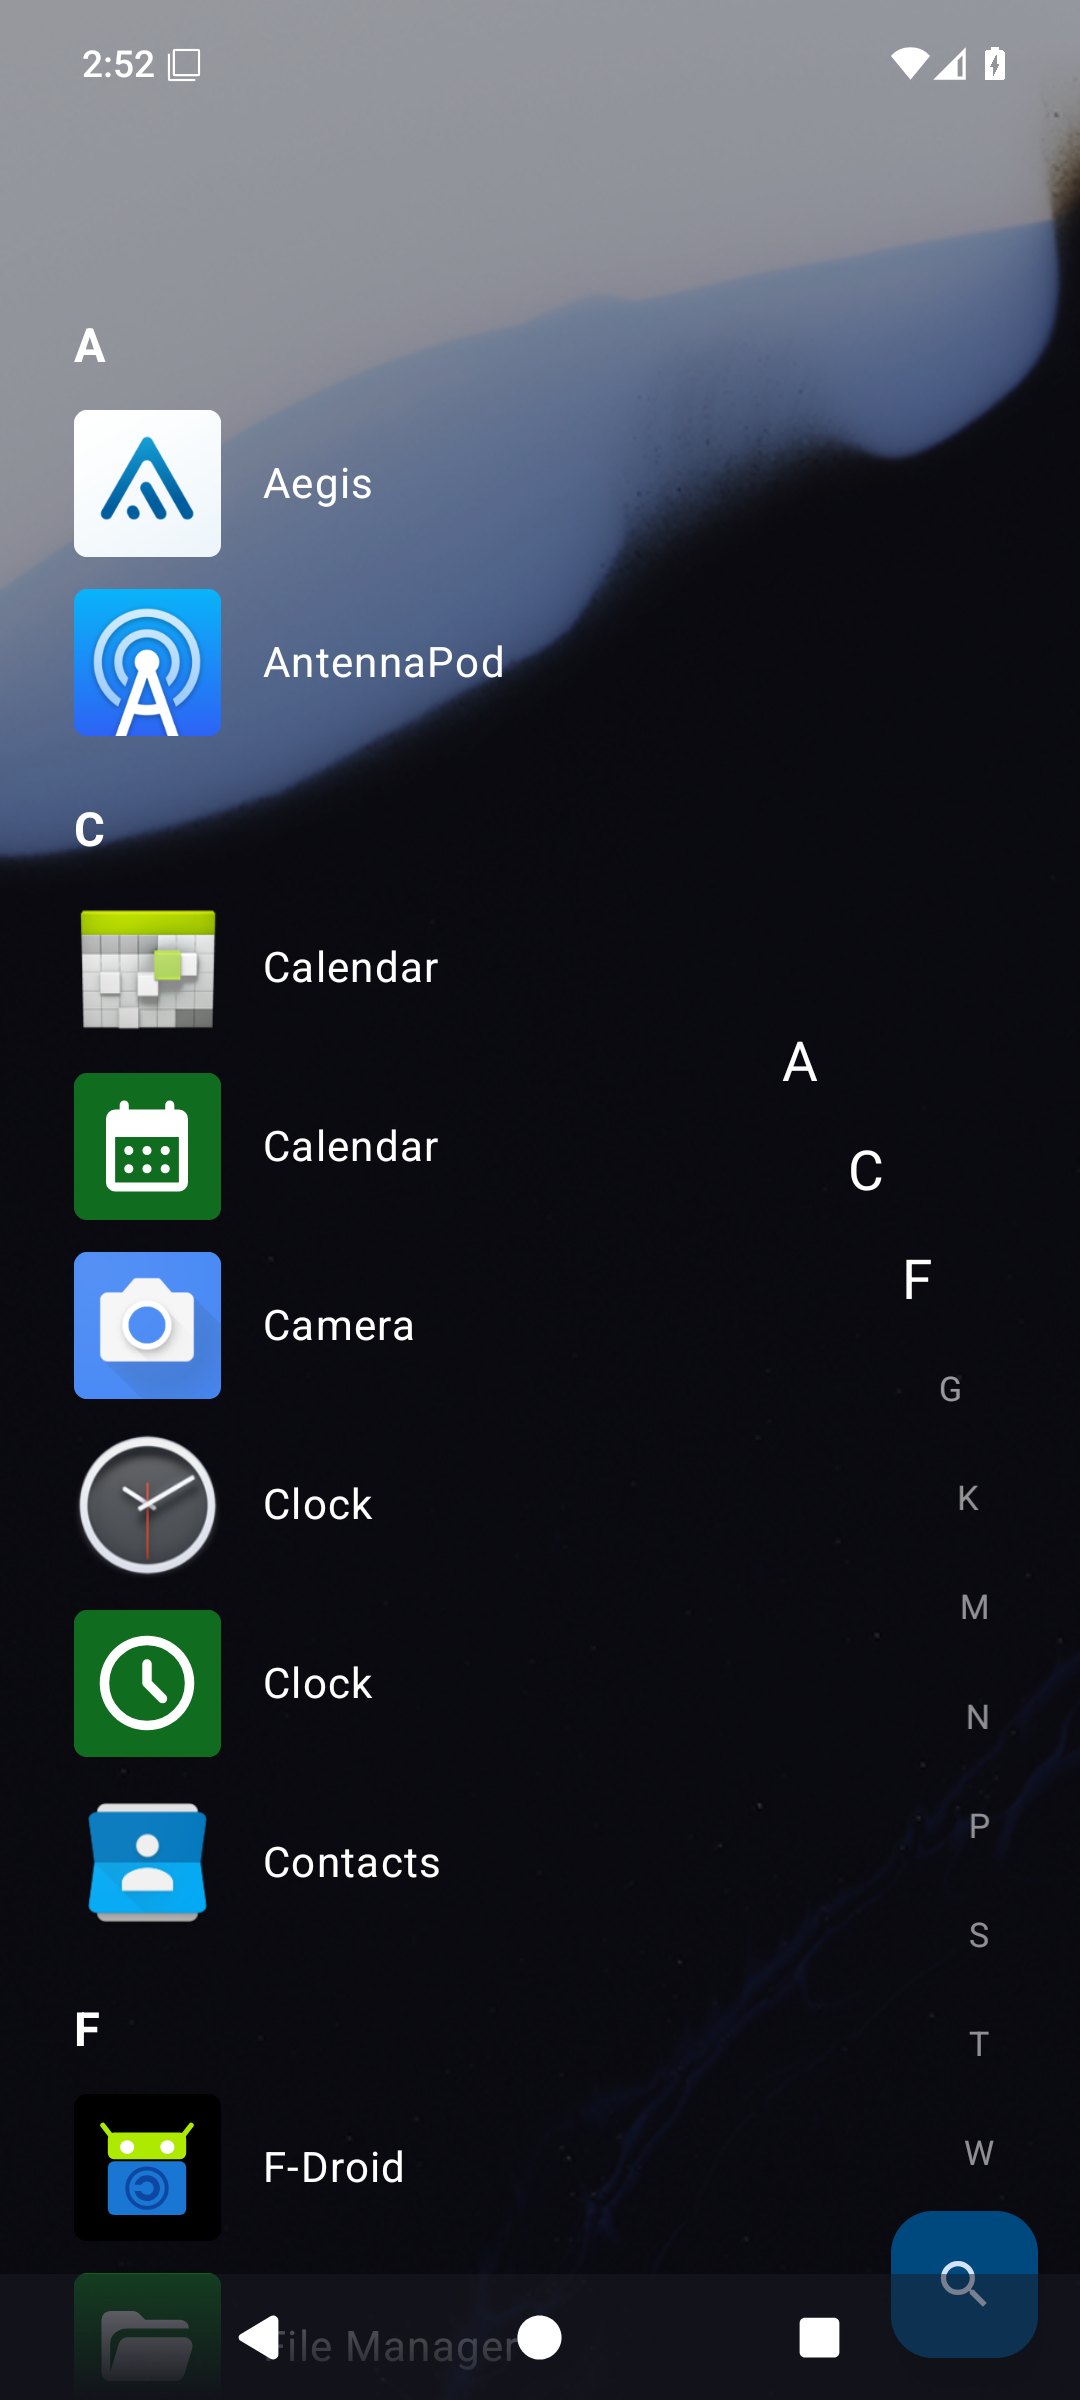 2:52
A
Aegis
AntennaPod
C
Calendar
Calendar
Camera
Clock
Clock
Contacts
F
F-Droid
File Manager
A
C
F
G
K
M
N
P
S
T
W